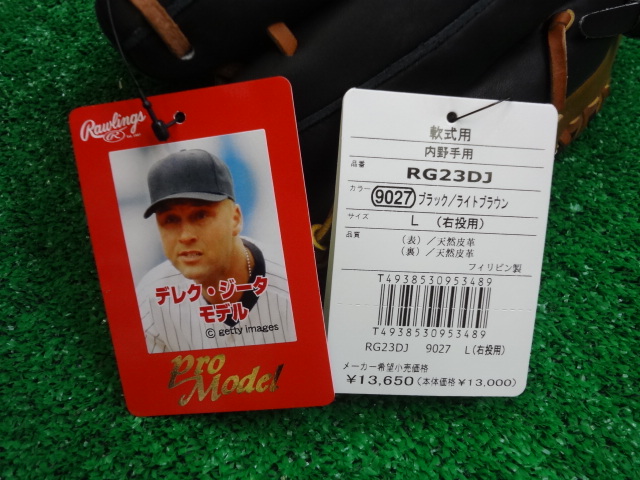 Rawlings
R
デレク・ジータ
モデル
© getty images
Pro
Model
軟式用
内野手用
品番 RG23DJ
カラー 9027 ブラック/ライトブラウン
サイズ L (右投用)
品質 (表)/天然皮革
(裏)/天然皮革
フィリピン製
T4938530953489
T4938530953489
RG23DJ 9027 L(右投用)
メーカー希望小売価格
¥13,650(本体価格¥13,000)